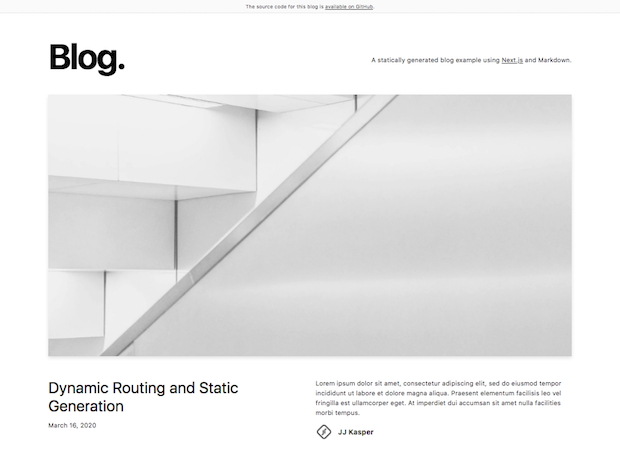 The source code for this blog is available on GitHub.
Blog.
A statically generated blog example using Next.js and Markdown.
Dynamic Routing and Static
Generation
March 16, 2020
Lorem ipsum dolor sit amet, consectetur adipiscing elit, sed do eiusmod tempor
incididunt ut labore et dolore magna aliqua. Praesent elementum facilisis leo vel
fringilla est ullamcorper eget. At imperdiet dui accumsan sit amet nulla facilities
morbi tempus.
JJ Kasper